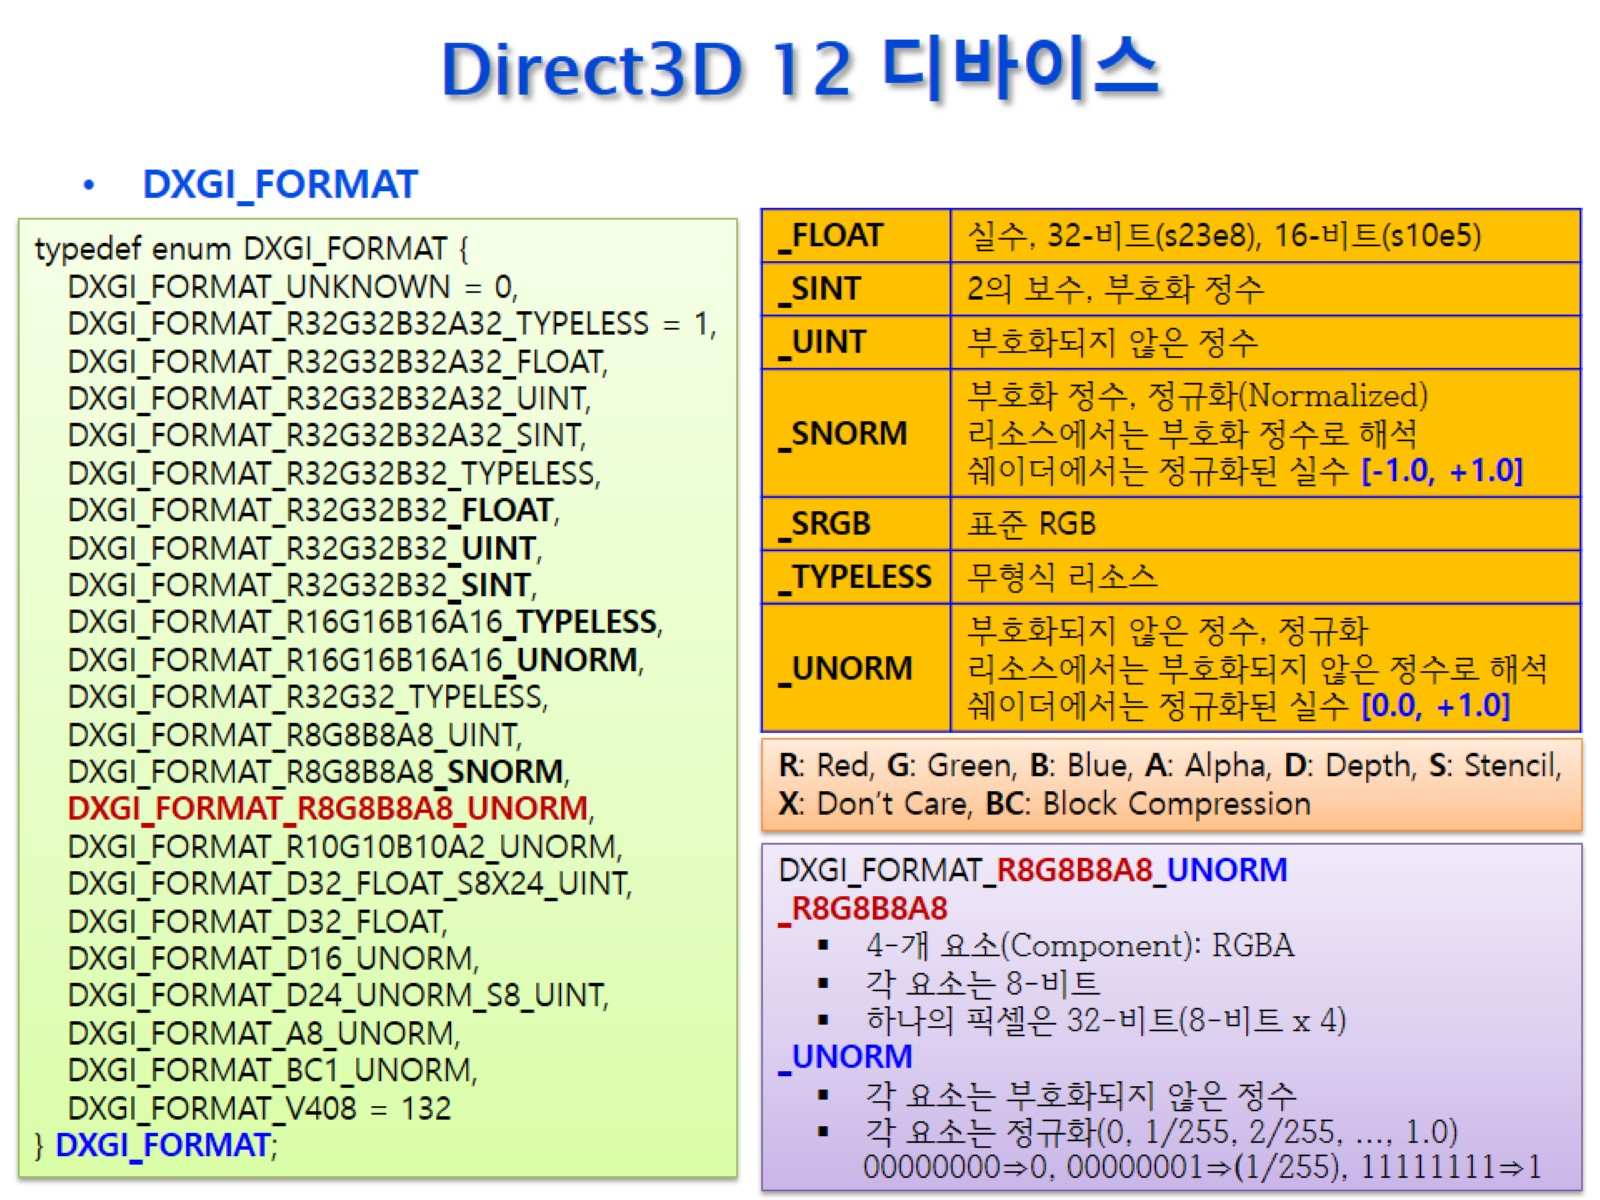 Direct3D 12 디바이스
• DXGI_FORMAT
typedef enum DXGI_FORMAT {
DXGI_FORMAT_UNKNOWN = 0,
DXGI_FORMAT_R32G32B32A32_TYPELESS = 1,
DXGI_FORMAT_R32G32B32A32_FLOAT,
DXGI_FORMAT_R32G32B32A32_UINT,
DXGI_FORMAT_R32G32B32A32_SINT,
DXGI_FORMAT_R32G32B32_TYPELESS,
DXGI_FORMAT_R32G32B32_FLOAT,
DXGI_FORMAT_R32G32B32_UINT,
DXGI_FORMAT_R32G32B32_SINT,
DXGI_FORMAT_R16G16B16A16_TYPELESS,
DXGI_FORMAT_R16G16B16A16_UNORM,
DXGI_FORMAT_R32G32_TYPELESS,
DXGI_FORMAT_R8G8B8A8_UINT,
DXGI_FORMAT_R8G8B8A8_SNORM,
DXGI_FORMAT_R8G8B8A8_UNORM,
DXGI_FORMAT_R10G10B10A2_UNORM,
DXGI_FORMAT_D32_FLOAT_S8X24_UINT,
DXGI_FORMAT_D32_FLOAT,
DXGI_FORMAT_D16_UNORM,
DXGI_FORMAT_D24_UNORM_S8_UINT,
DXGI_FORMAT_A8_UNORM,
DXGI_FORMAT_BC1_UNORM,
DXGI_FORMAT_V408 = 132
} DXGI_FORMAT;
_FLOAT 실수, 32-비트(s23e8), 16-비트(s10e5)
_SINT 2의 보수, 부호화 정수
_UINT 부호화되지 않은 정수
_SNORM 부호화 정수, 정규화(Normalized)
리소스에서는 부호화 정수로 해석
쉐이더에서는 정규화된 실수 [-1.0, +1.0]
_SRGB 표준 RGB
_TYPELESS 무형식 리소스
_UNORM 부호화되지 않은 정수, 정규화
리소스에서는 부호화되지 않은 정수로 해석
쉐이더에서는 정규화된 실수 [0.0, +1.0]
R: Red, G: Green, B: Blue, A: Alpha, D: Depth, S: Stencil,
X: Don't Care, BC: Block Compression
DXGI_FORMAT_R8G8B8A8_UNORM
_R8G8B8A8
▪ 4-개 요소(Component): RGBA
▪ 각 요소는 8-비트
▪ 하나의 픽셀은 32-비트(8-비트 x 4)
_UNORM
▪ 각 요소는 부호화되지 않은 정수
▪ 각 요소는 정규화(0, 1/255, 2/255, ..., 1.0)
00000000⇒0, 00000001⇒(1/255), 11111111⇒1